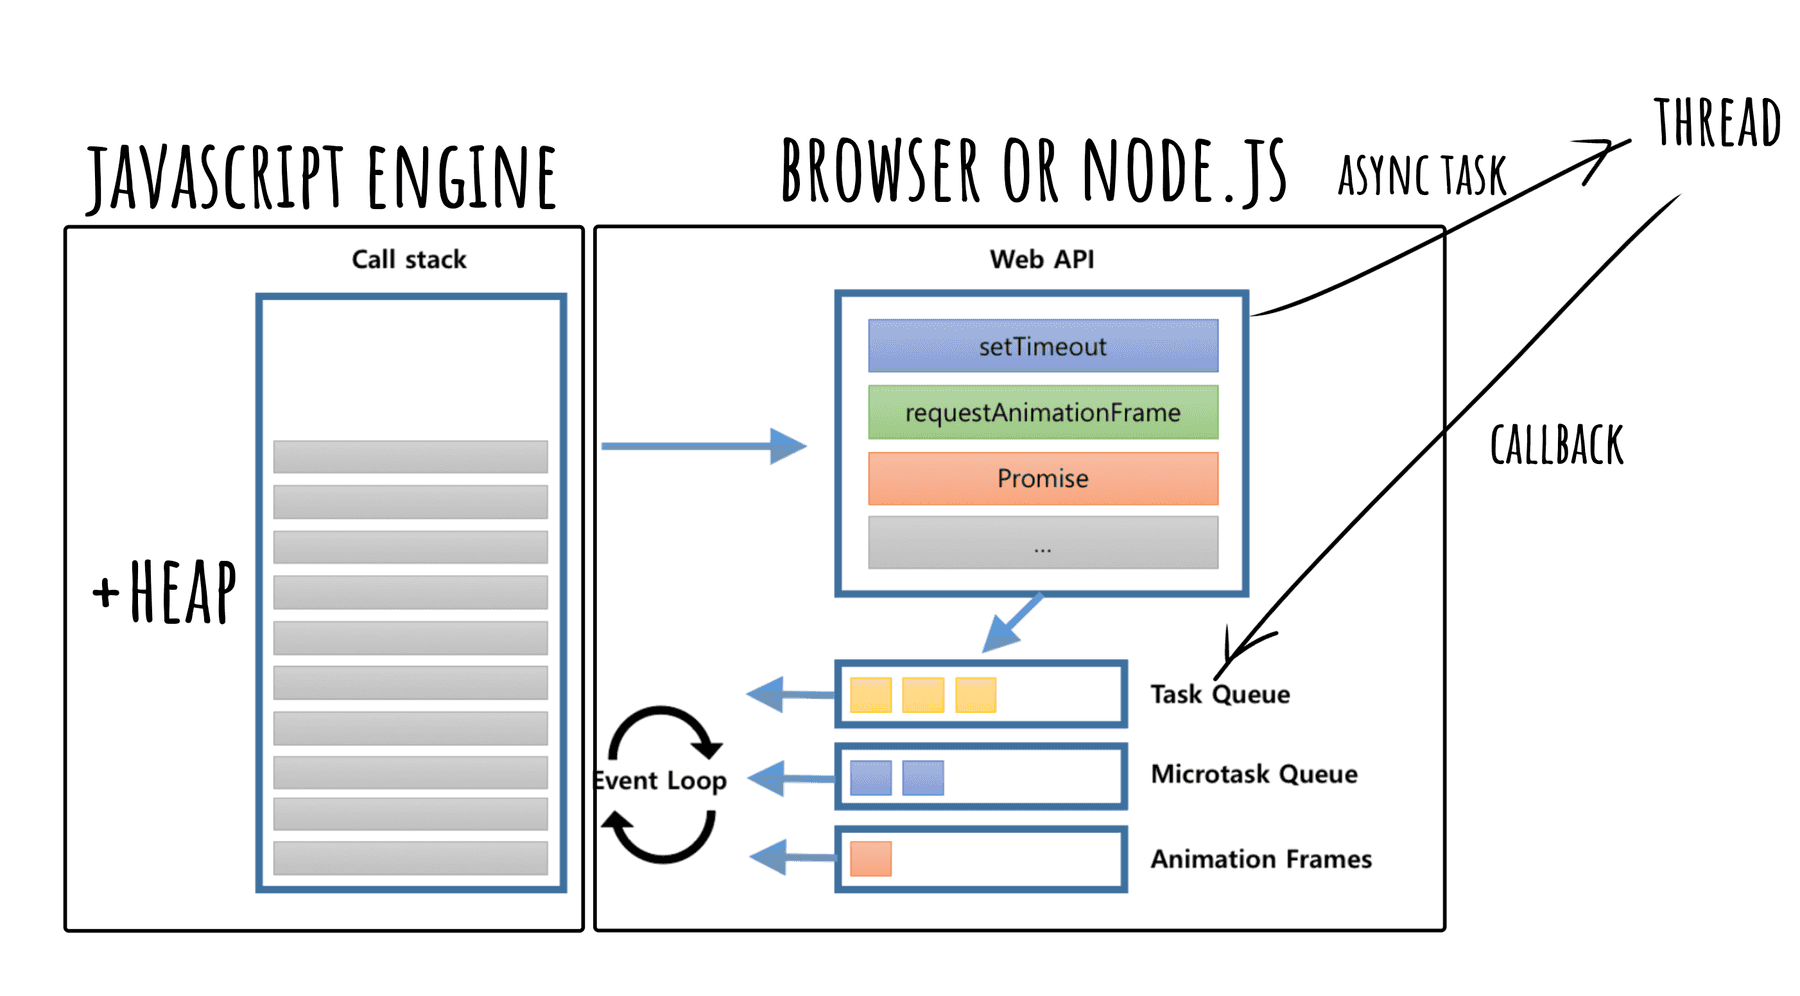 JAVASCRIPT ENGINE
BROWSER OR NODE.JS
ASYNC TASK
THREAD
Call stack
+HEAP
Web API
setTimeout
requestAnimationFrame
Promise
...
CALLBACK
Event Loop
Task Queue
Microtask Queue
Animation Frames